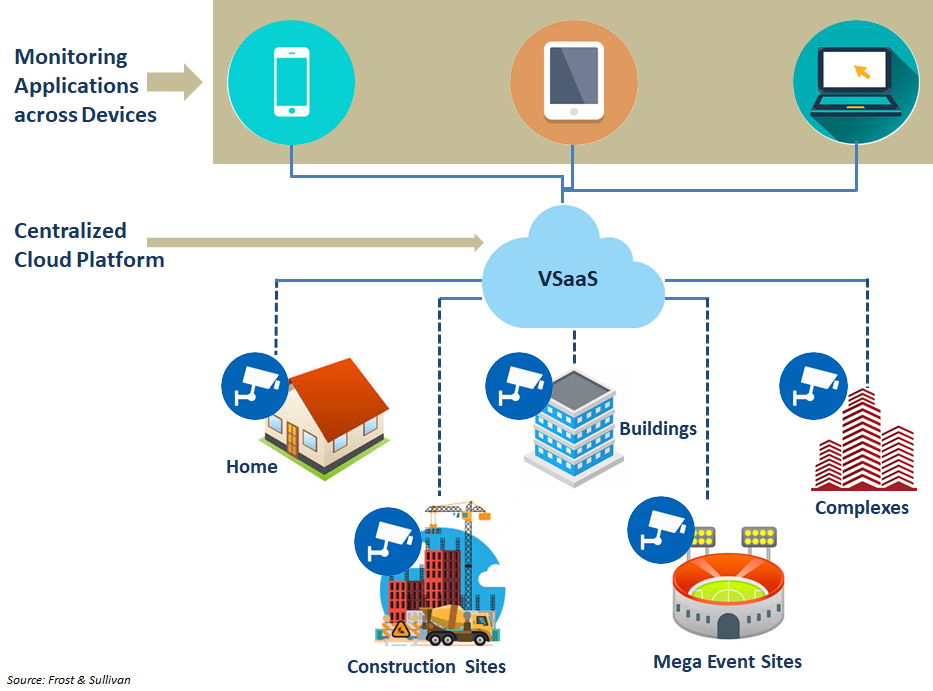 Monitoring
Applications
across Devices
Centralized
Cloud Platform
VSaaS
Home
Buildings
Complexes
Construction Sites
Mega Event Sites
Source: Frost & Sullivan